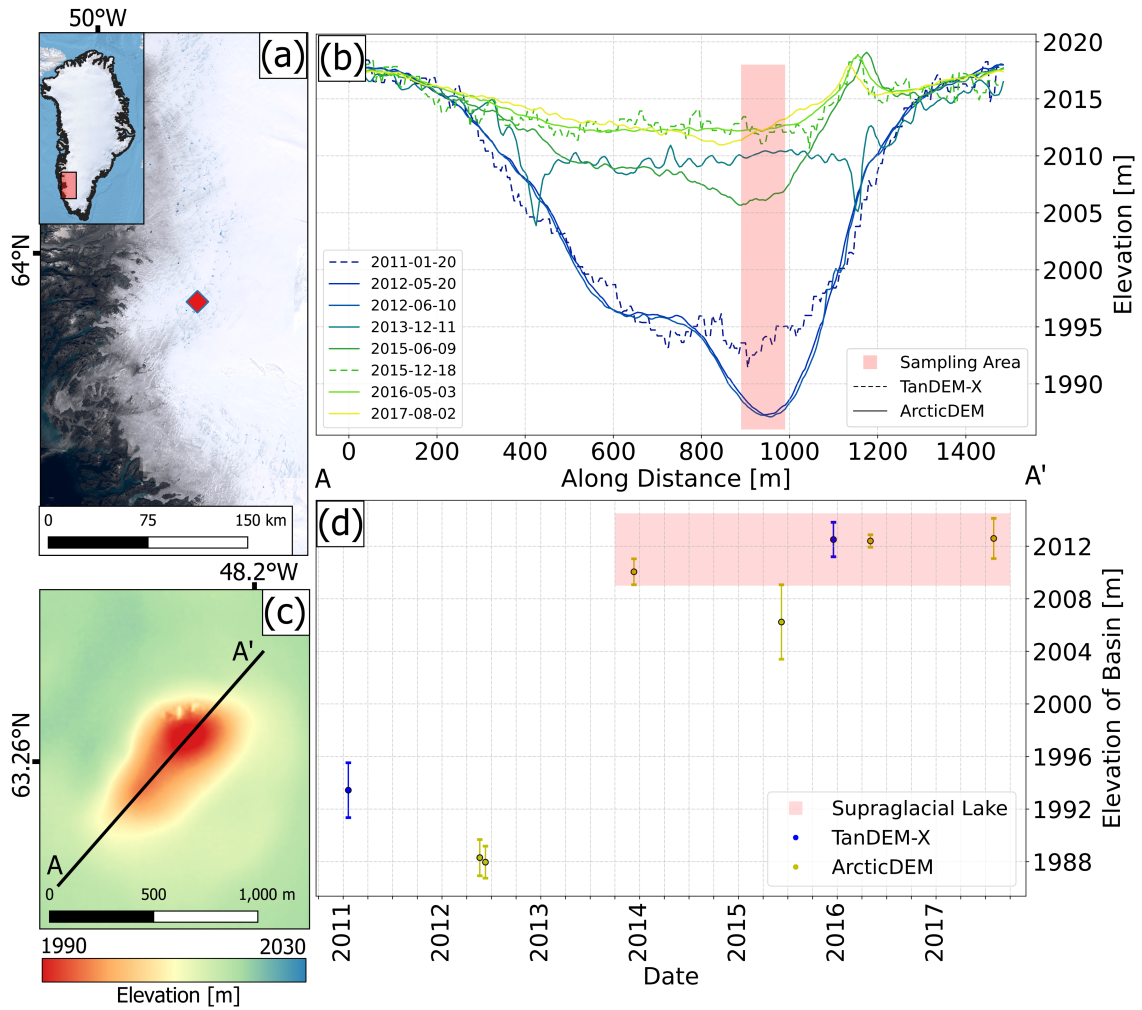 50°W
(a)
64°N
0 75 150 km
(b)
2020
2015
2010
2005
2000
1995
1990
Elevation [m]
2011-01-20
2012-05-20
2012-06-10
2013-12-11
2015-06-09
2015-12-18
2016-05-03
2017-08-02
Sampling Area
TanDEM-X
ArcticDEM
0 200 400 600 800 1000 1200 1400
A Along Distance [m] A'
48.2°W
(c)
63.26°N
A'
A
0 500 1,000 m
1990 2030
Elevation [m]
(d)
2012
2008
2004
2000
1996
1992
1988
Elevation of Basin [m]
Supraglacial Lake
TanDEM-X
ArcticDEM
2011 2012 2013 2014 2015 2016 2017
Date